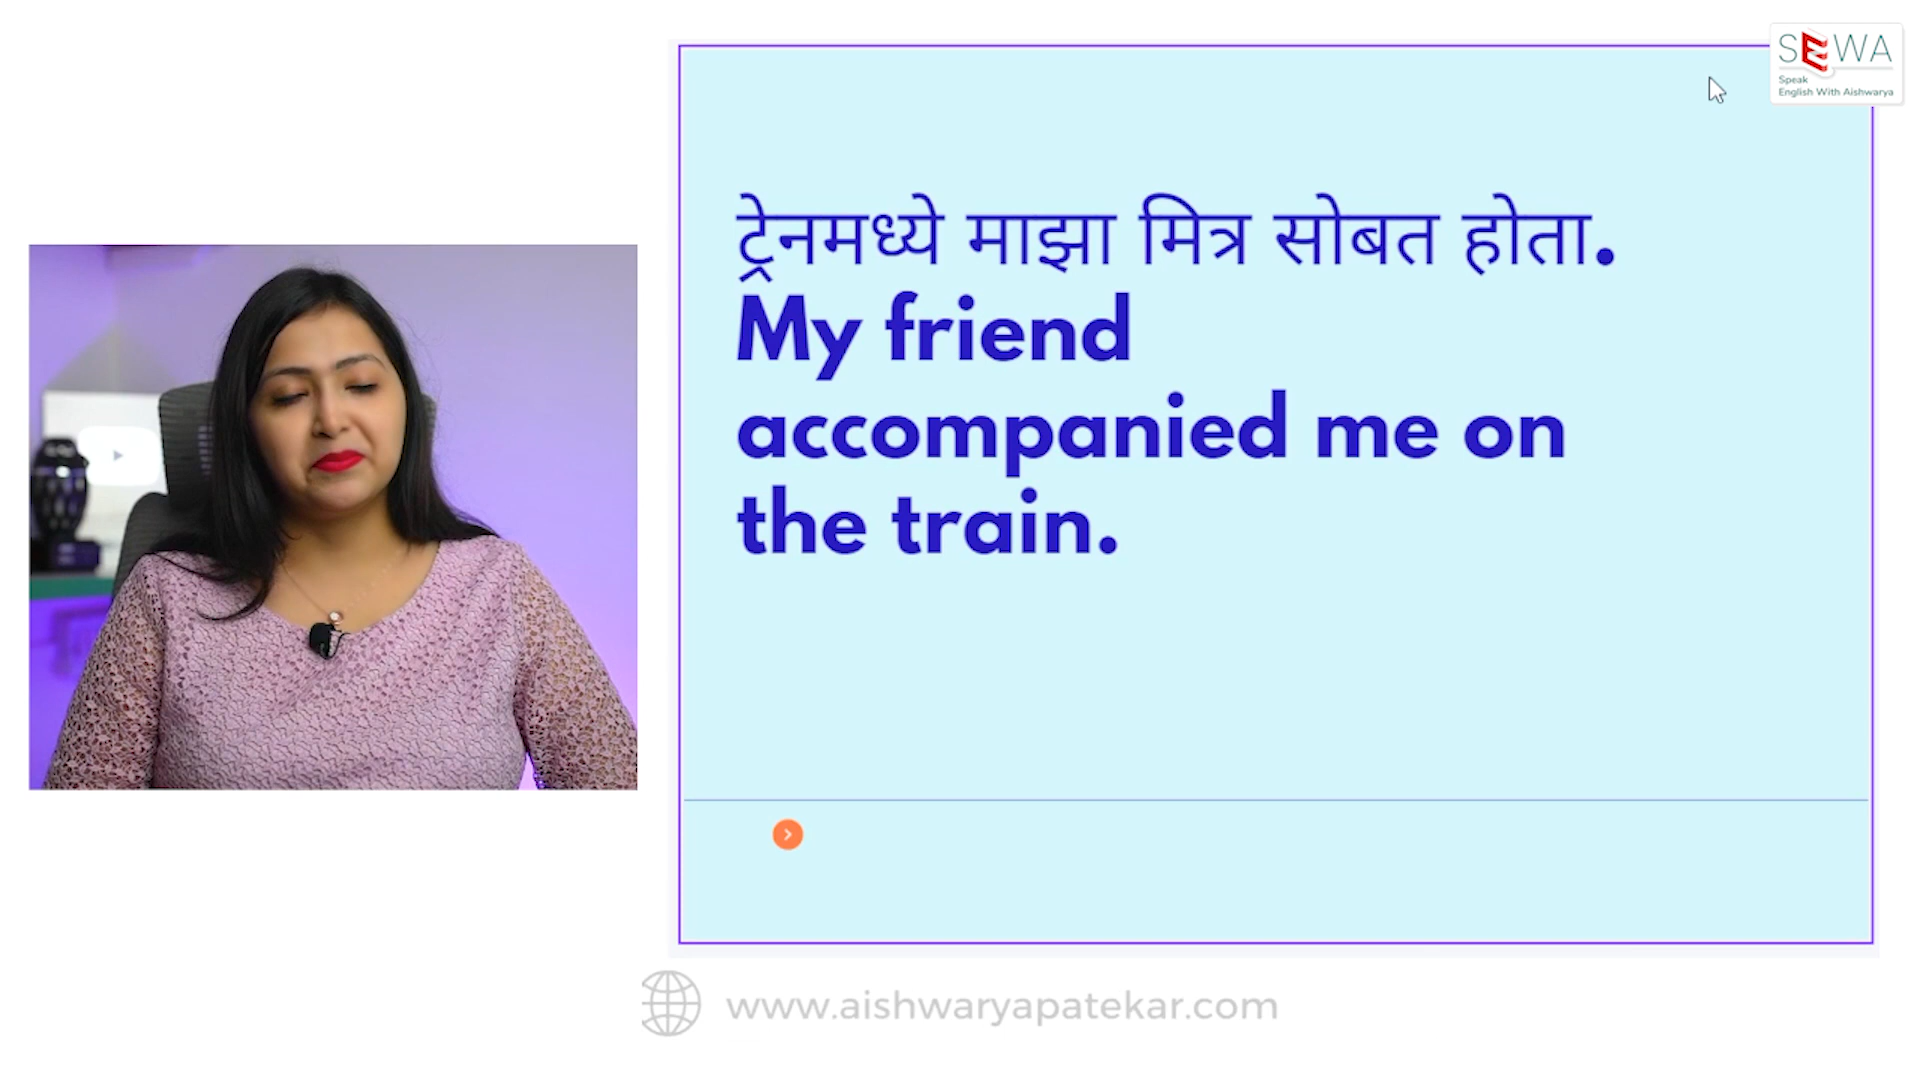 SEWA
Speak
English With Aishwarya
ट्रेनमध्ये माझा मित्र सोबत होता.
My friend
accompanied me on
the train.
www.aishwaryapatekar.com